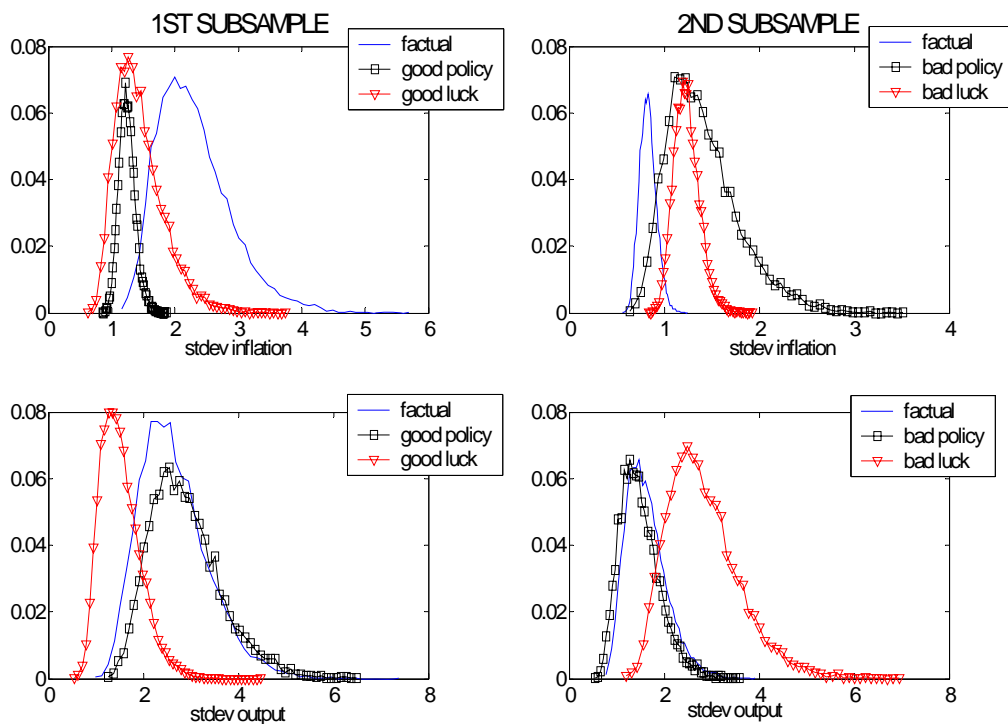 1ST SUBSAMPLE
2ND SUBSAMPLE
factual
good policy
good luck
factual
bad policy
bad luck
0.08
0.06
0.04
0.02
0
0 1 2 3 4 5 6
stdev inflation
0.08
0.06
0.04
0.02
0
0 1 2 3 4
stdev inflation
factual
good policy
good luck
factual
bad policy
bad luck
0.08
0.06
0.04
0.02
0
0 2 4 6 8
stdev output
0.08
0.06
0.04
0.02
0
0 2 4 6 8
stdev output